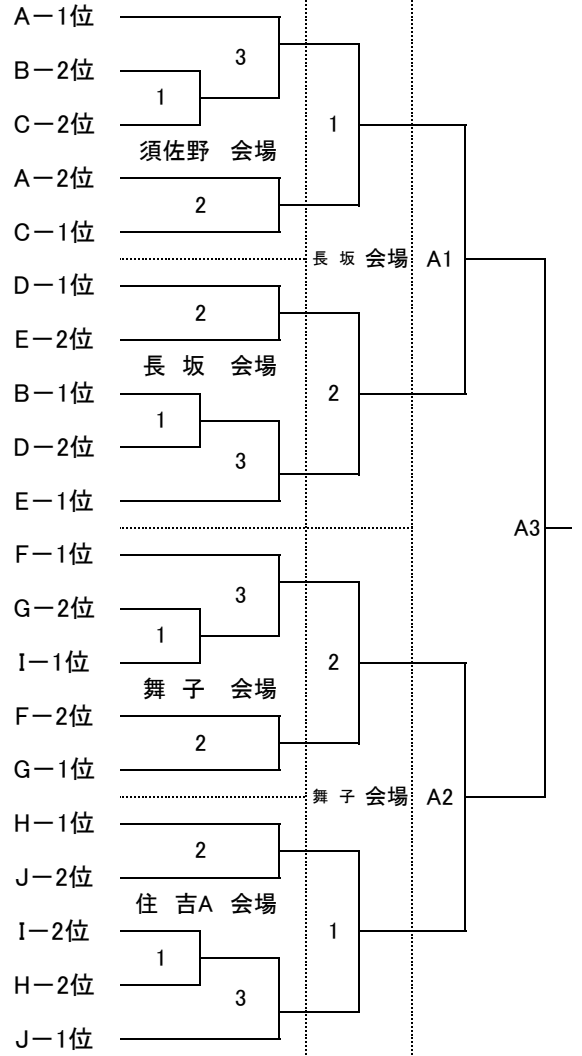 A－1位
3
B－2位
1
C－2位
1
須佐野　会場
A－2位
2
C－1位
長 坂 会場 A1
D－1位
2
E－2位
長　坂　会場
B－1位
2
1
D－2位
3
E－1位
A3
F－1位
3
G－2位
1
I－1位
2
舞　子　会場
F－2位
2
G－1位
舞 子 会場 A2
H－1位
2
J－2位
住　吉A　会場
I－2位
1
1
H－2位
3
J－1位